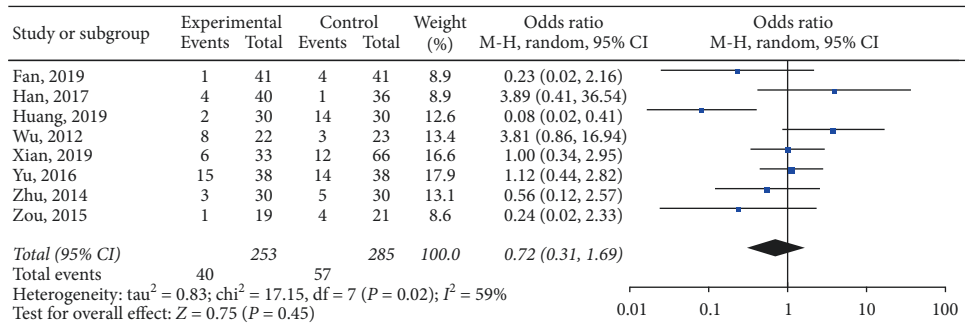 Study or subgroup Experimental Control Weight Odds ratio Odds ratio
Events Total Events Total (%) M-H, random, 95% CI M-H, random, 95% CI
Fan, 2019 1 41 4 41 8.9 0.23 (0.02, 2.16)
Han, 2017 4 40 1 36 8.9 3.89 (0.41, 36.54)
Huang, 2019 2 30 14 30 12.6 0.08 (0.02, 0.41)
Wu, 2012 8 22 3 23 13.4 3.81 (0.86, 16.94)
Xian, 2019 6 33 12 66 16.6 1.00 (0.34, 2.95)
Yu, 2016 15 38 14 38 17.9 1.12 (0.44, 2.82)
Zhu, 2014 3 30 5 30 13.1 0.56 (0.12, 2.57)
Zou, 2015 1 19 4 21 8.6 0.24 (0.02, 2.33)
Total (95% CI) 253 285 100.0 0.72 (0.31, 1.69)
Total events 40 57
Heterogeneity: tau² = 0.83; chi² = 17.15, df = 7 (P = 0.02); I² = 59%
Test for overall effect: Z = 0.75 (P = 0.45)
0.01 0.1 1 10 100